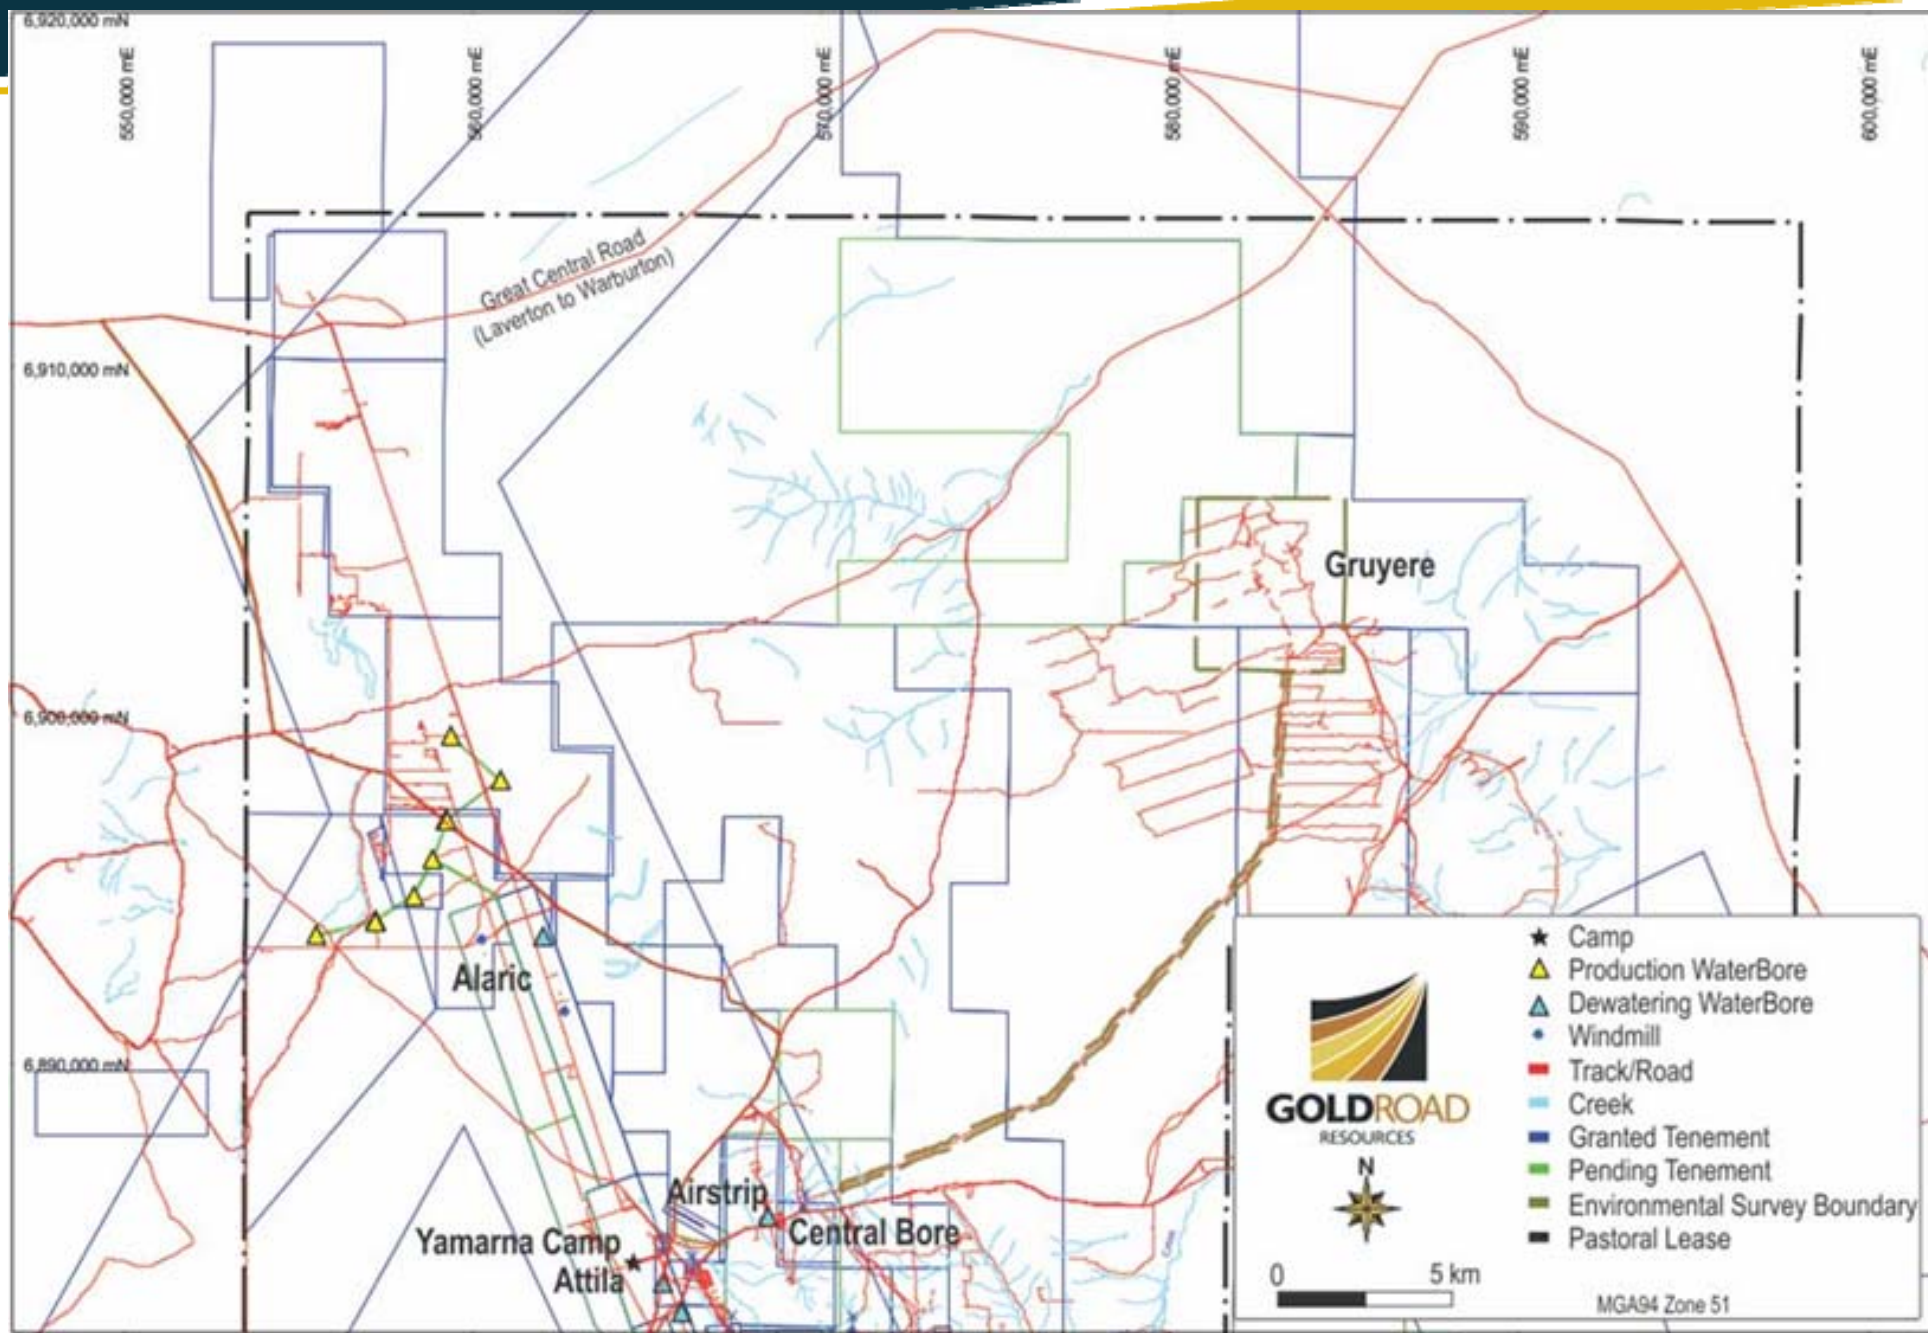 6,920,000 mN
550,000 mE
560,000 mE
570,000 mE
580,000 mE
590,000 mE
600,000 mE
Great Central Road
(Laverton to Warburton)
6,910,000 mN
Gruyere
6,900,000 mN
Alaric
6,890,000 mN
Airstrip
Central Bore
Yamarna Camp
Attila
Camp
Production WaterBore
Dewatering WaterBore
Windmill
Track/Road
Creek
Granted Tenement
Pending Tenement
Environmental Survey Boundary
Pastoral Lease
GOLDROAD
RESOURCES
N
0 5 km
MGA94 Zone 51